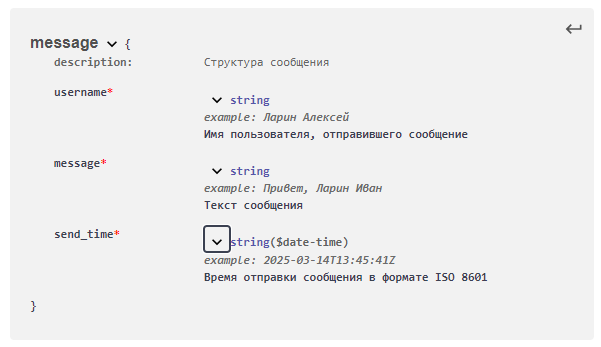 message {
description: Структура сообщения
username* string
example: Ларин Алексей
Имя пользователя, отправившего сообщение
message* string
example: Привет, Ларин Иван
Текст сообщения
send_time* string($date-time)
example: 2025-03-14T13:45:41Z
Время отправки сообщения в формате ISO 8601
}